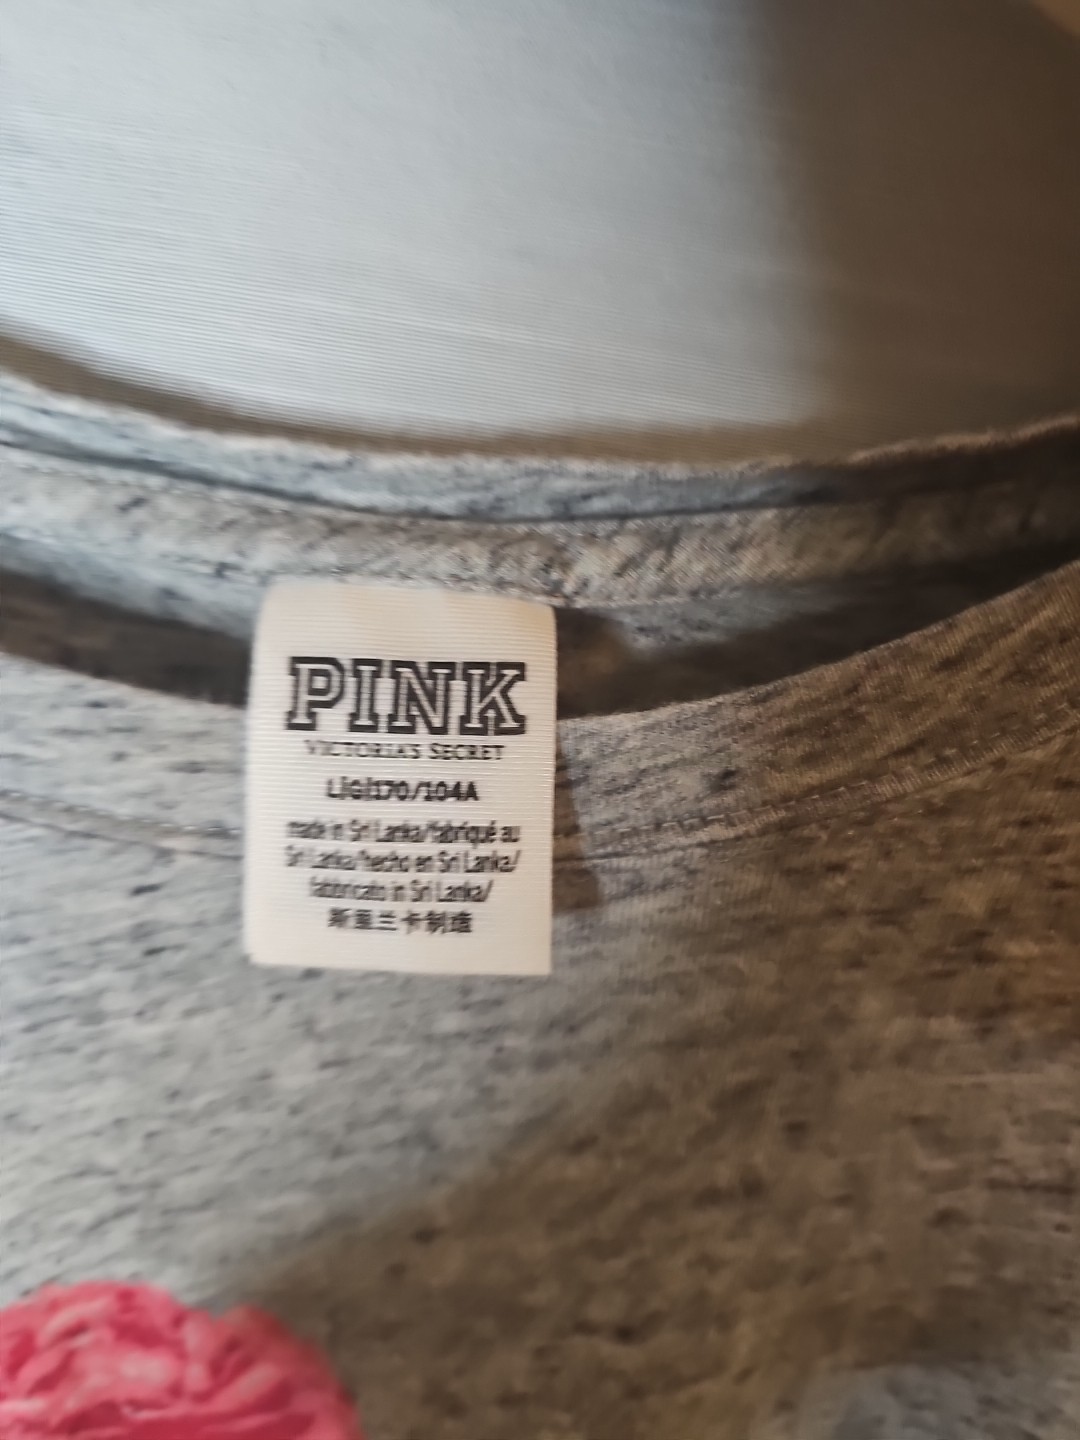 PINK
VICTORIA'S SECRET
L|G|170/104A
made in Sri Lanka/fabriqué au
Sri Lanka/hecho en Sri Lanka/
fabbricato in Sri Lanka/
斯里兰卡制造